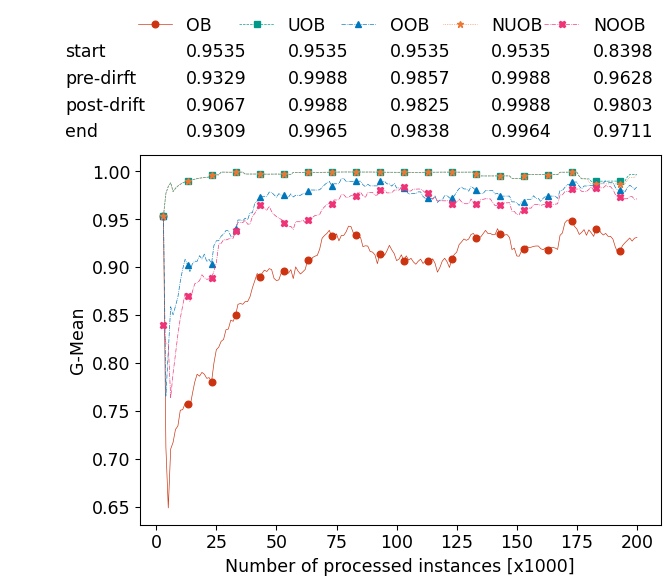 OB UOB OOB NUOB NOOB
start 0.9535 0.9535 0.9535 0.9535 0.8398
pre-dirft 0.9329 0.9988 0.9857 0.9988 0.9628
post-drift 0.9067 0.9988 0.9825 0.9988 0.9803
end 0.9309 0.9965 0.9838 0.9964 0.9711
1.00
0.95
0.90
0.85
0.80
0.75
0.70
0.65
G-Mean
0 25 50 75 100 125 150 175 200
Number of processed instances [x1000]